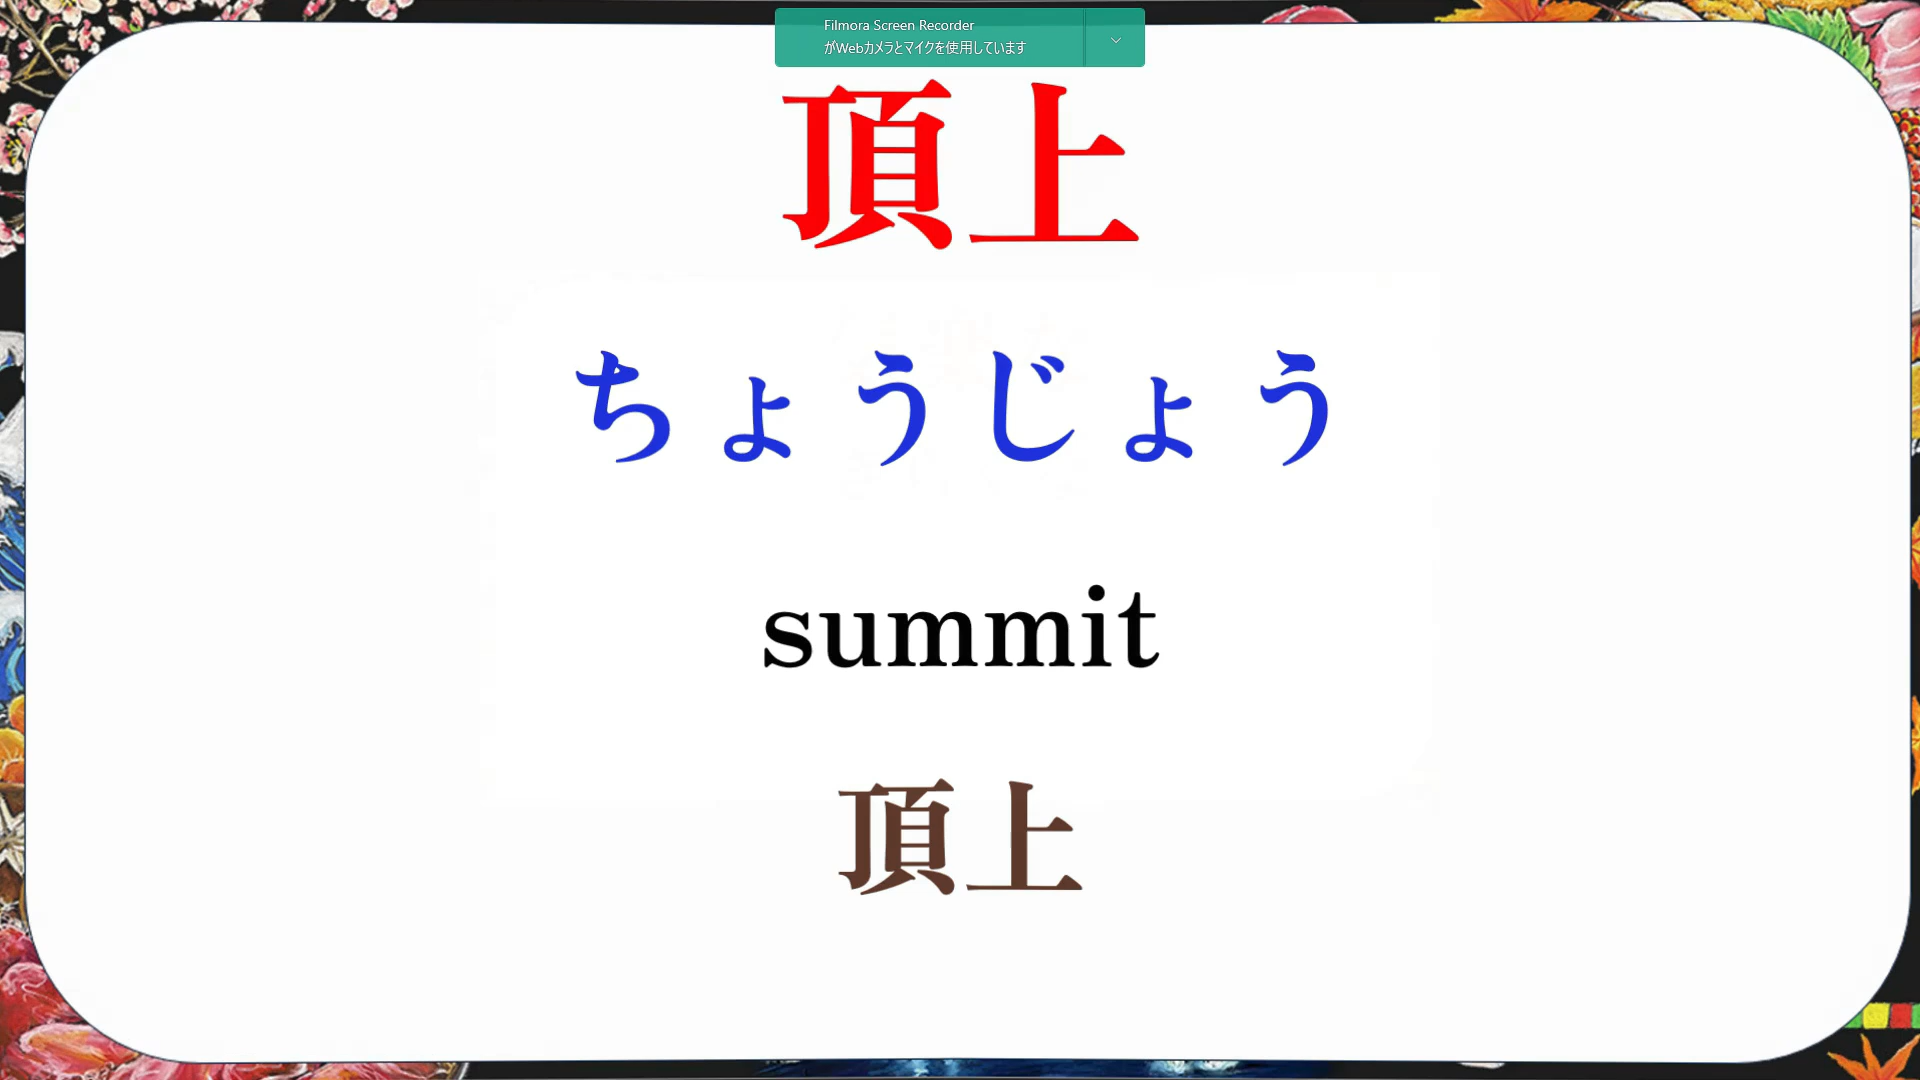 Filmora Screen Recorder
がWebカメラとマイクを使用しています
頂上
ちょうじょう
summit
頂上